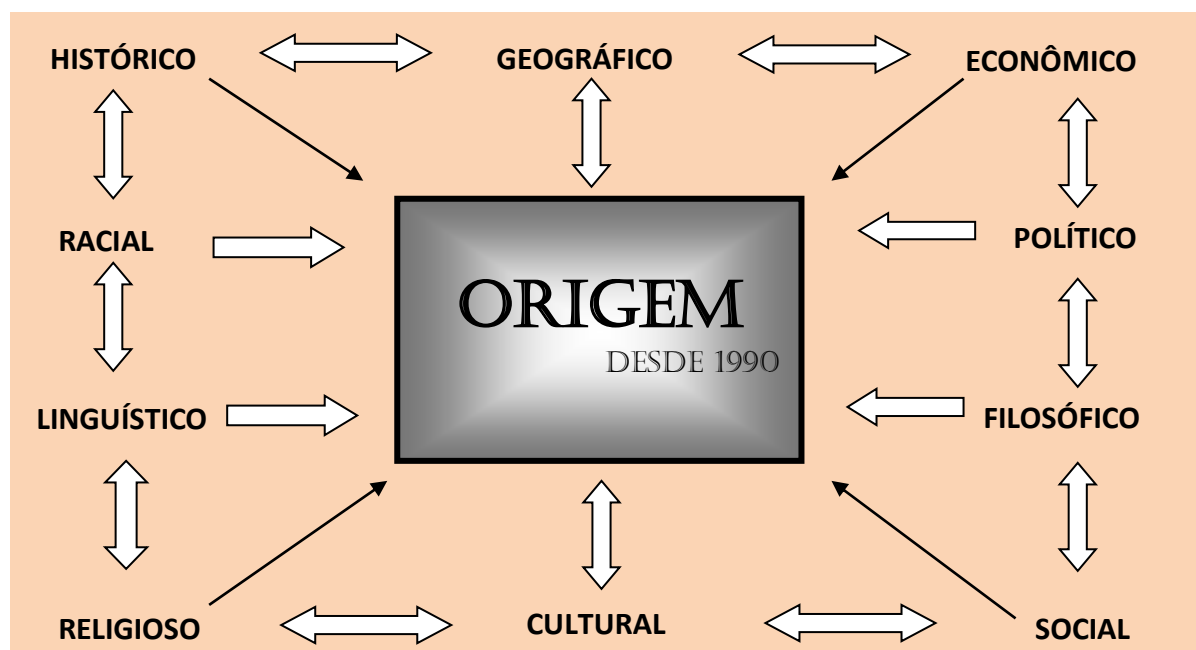 HISTÓRICO
GEOGRÁFICO
ECONÔMICO
RACIAL
POLÍTICO
ORIGEM
DESDE 1990
LINGUÍSTICO
FILOSÓFICO
RELIGIOSO
CULTURAL
SOCIAL